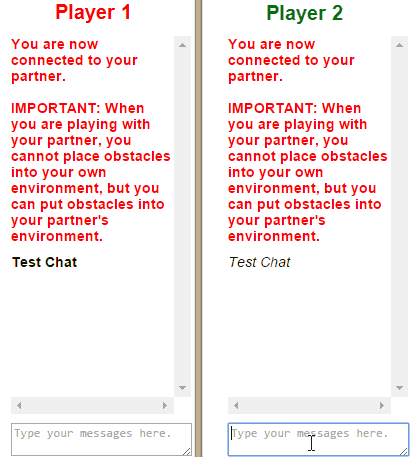 Player 1
You are now
connected to your
partner.
IMPORTANT: When
you are playing with
your partner, you
cannot place obstacles
into your own
environment, but you
can put obstacles into
your partner's
environment.
Test Chat
Type your messages here.
Player 2
You are now
connected to your
partner.
IMPORTANT: When
you are playing with
your partner, you
cannot place obstacles
into your own
environment, but you
can put obstacles into
your partner's
environment.
Test Chat
Type your messages here.